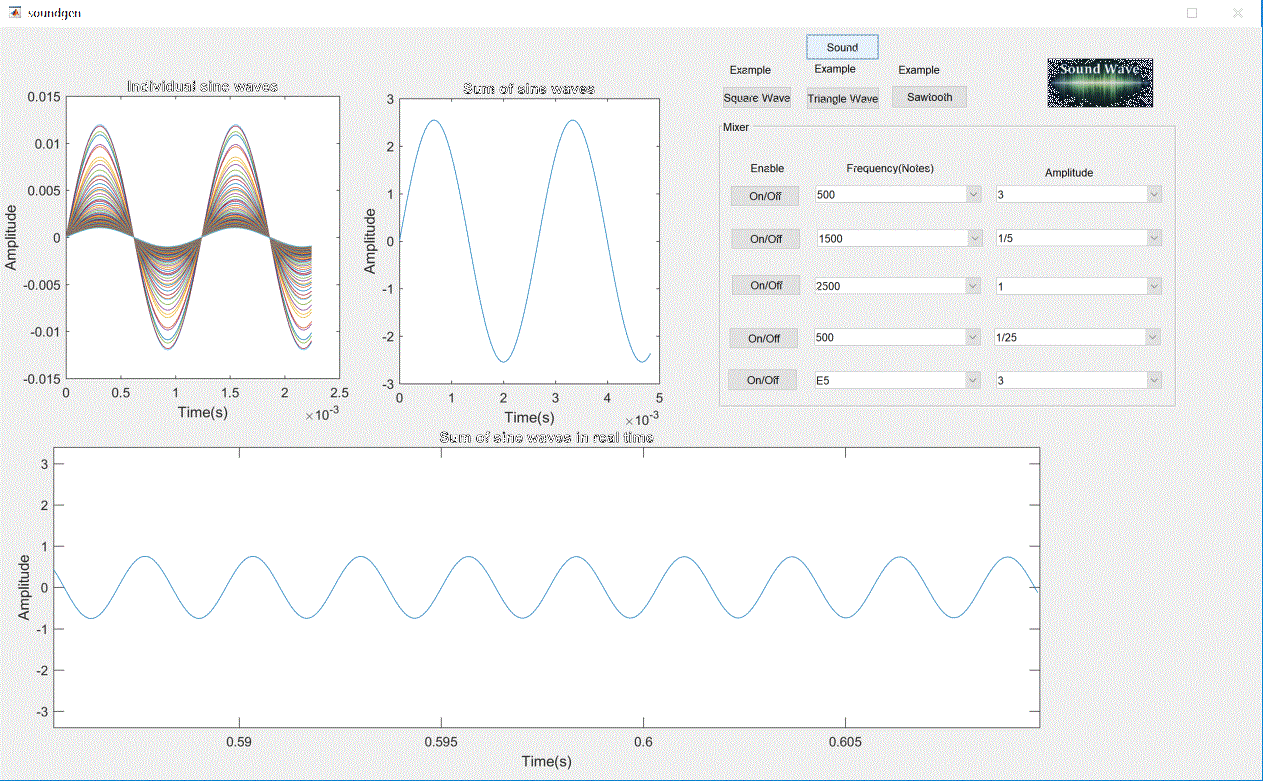 soundgen
Sound
Example Example Example
Square Wave Triangle Wave Sawtooth
Sound Wave
Individual sine waves
0.015
0.01
0.005
0
-0.005
-0.01
-0.015
Amplitude
0 0.5 1 1.5 2 2.5
Time(s) ×10^-3
Sum of sine waves
3
2
1
0
-1
-2
-3
Amplitude
0 1 2 3 4 5
Time(s) ×10^-3
Mixer
Enable Frequency(Notes) Amplitude
On/Off 500 3
On/Off 1500 1/5
On/Off 2500 1
On/Off 500 1/25
On/Off E5 3
Sum of sine waves in real time
3
2
1
0
-1
-2
-3
Amplitude
0.59 0.595 0.6 0.605
Time(s)